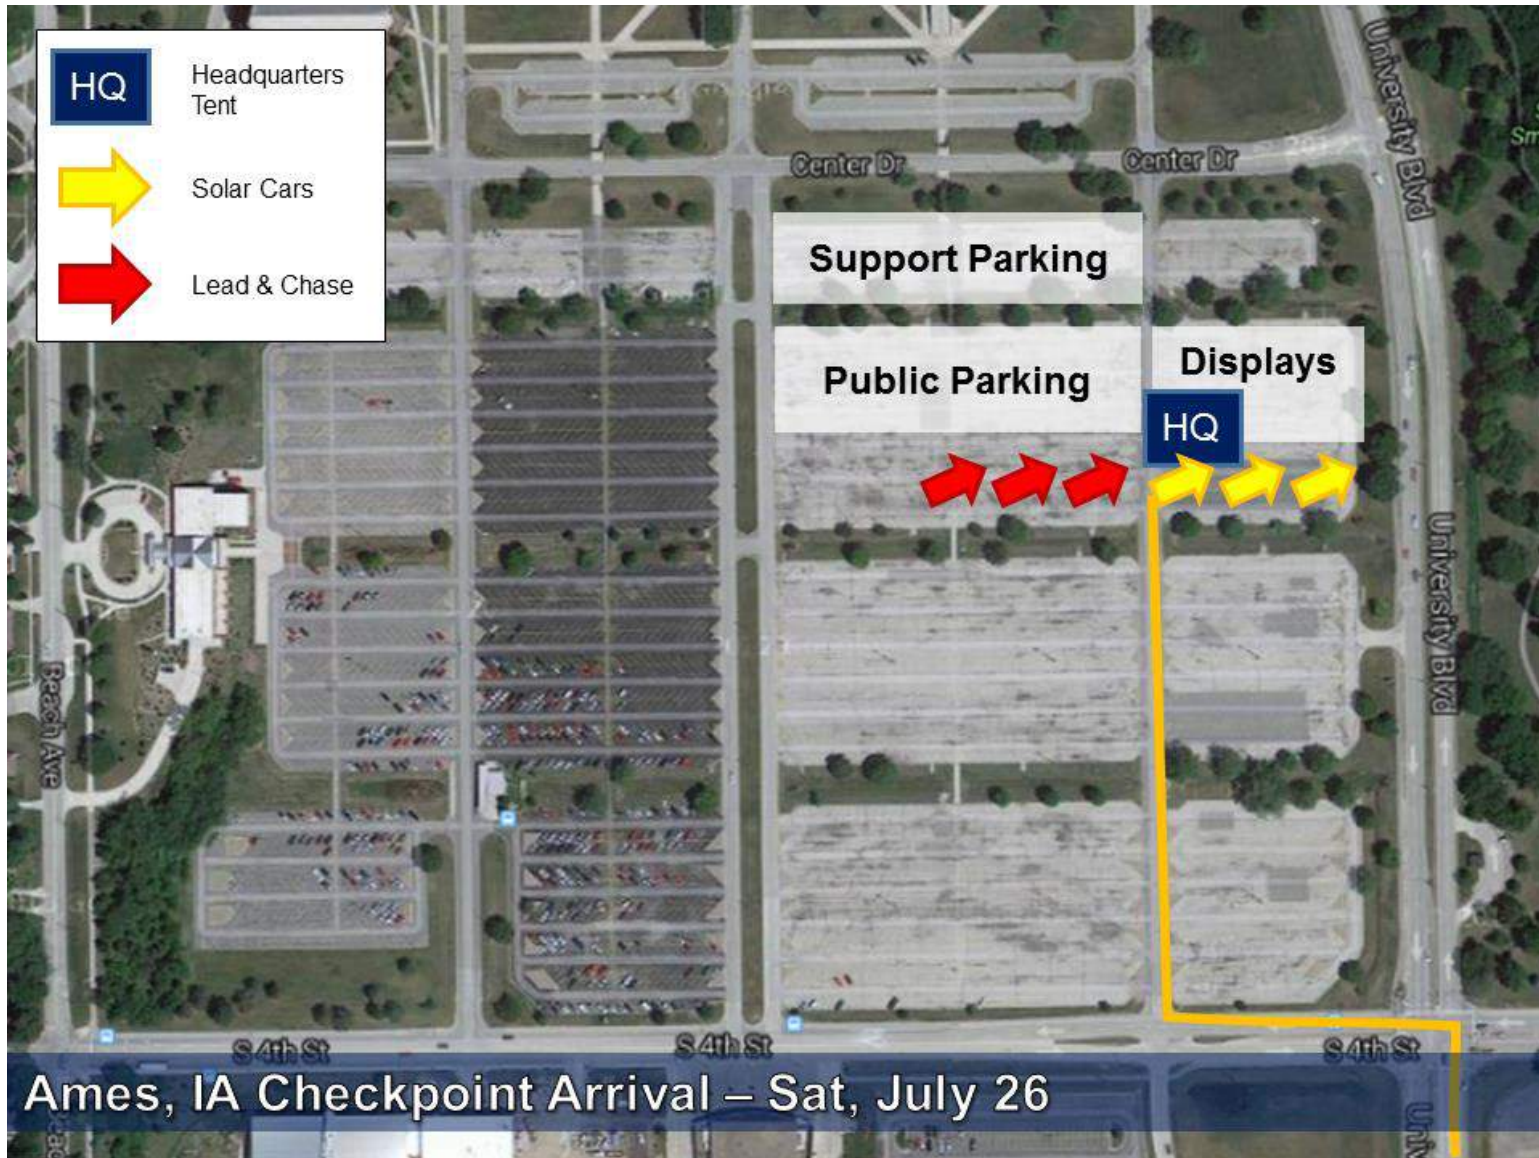 HQ
Headquarters
Tent
Solar Cars
Lead & Chase
University Blvd
Center Dr
Center Dr
Support Parking
Public Parking
Displays
HQ
University Blvd
Beach Ave
S 4th St
S 4th St
S 4th St
Ames, IA Checkpoint Arrival – Sat, July 26